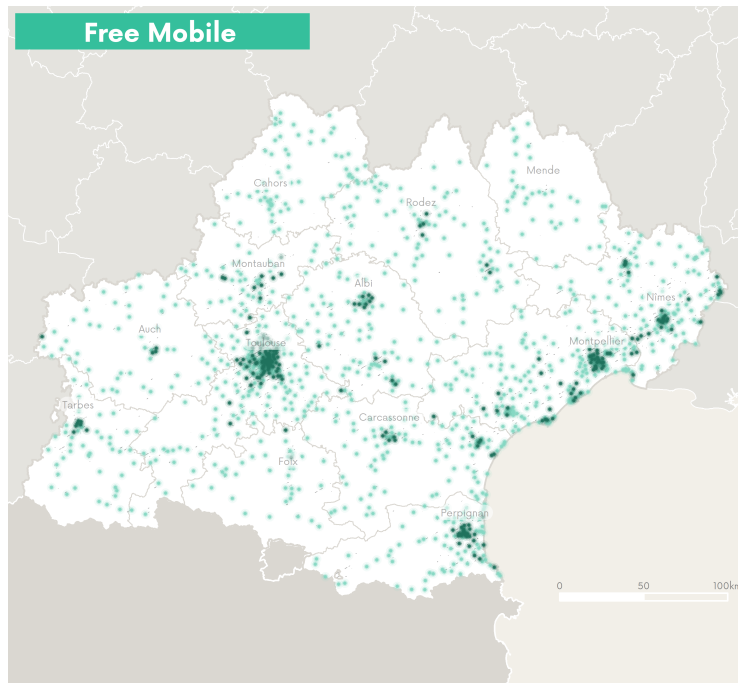 Free Mobile
Cahors
Mende
Rodez
Montauban
Albi
Nîmes
Auch
Toulouse
Montpellier
Tarbes
Carcassonne
Foix
Perpignan
0 50 100km